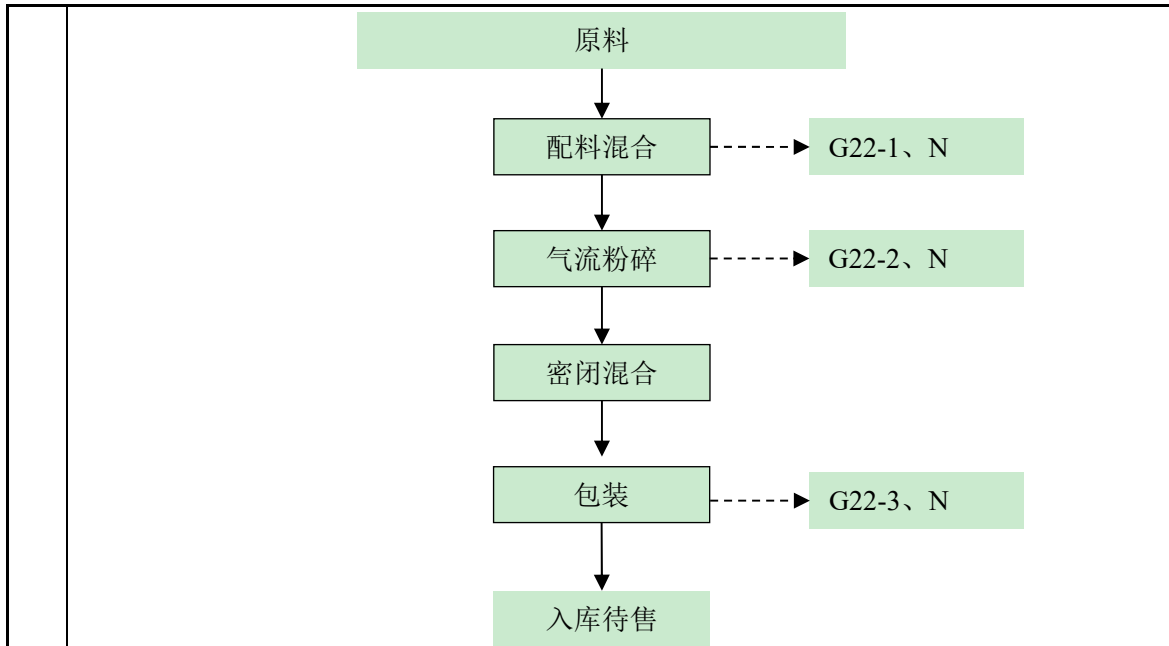 原料
配料混合
G22-1、N
气流粉碎
G22-2、N
密闭混合
包装
G22-3、N
入库待售